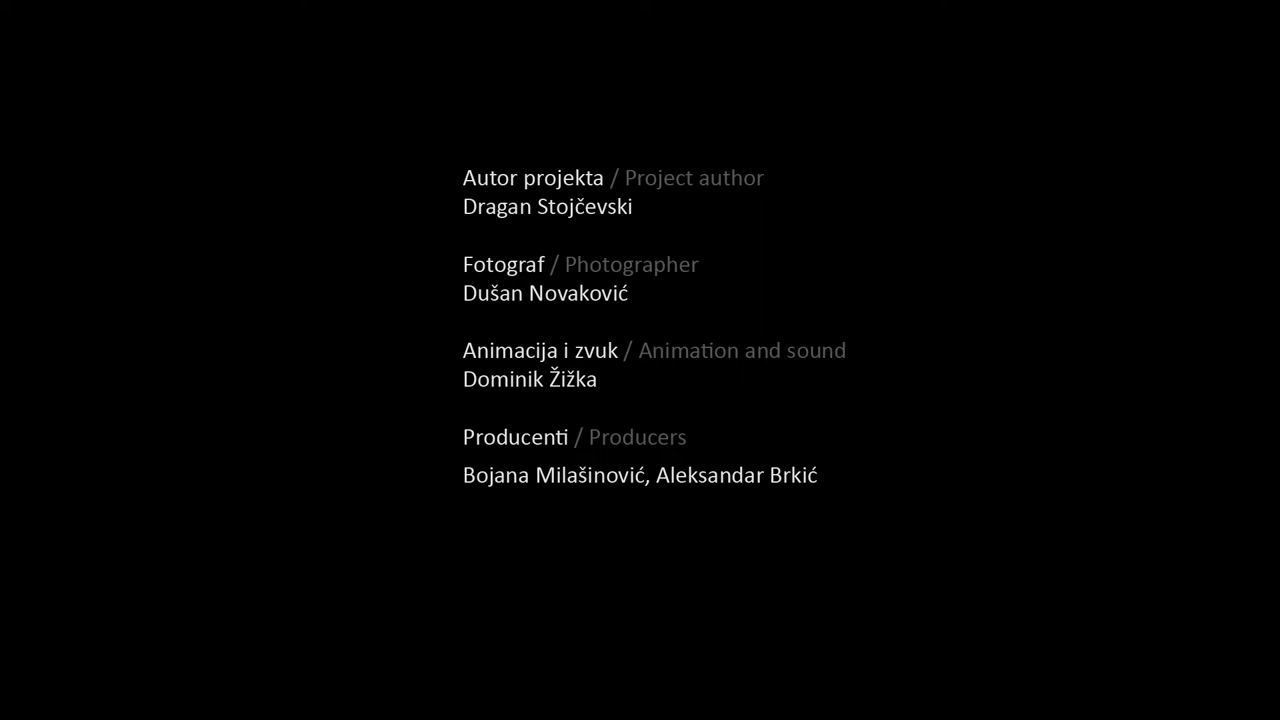 Autor projekta / Project author
Dragan Stojčevski
Fotograf / Photographer
Dušan Novaković
Animacija i zvuk / Animation and sound
Dominik Žižka
Producenti / Producers
Bojana Milašinović, Aleksandar Brkić